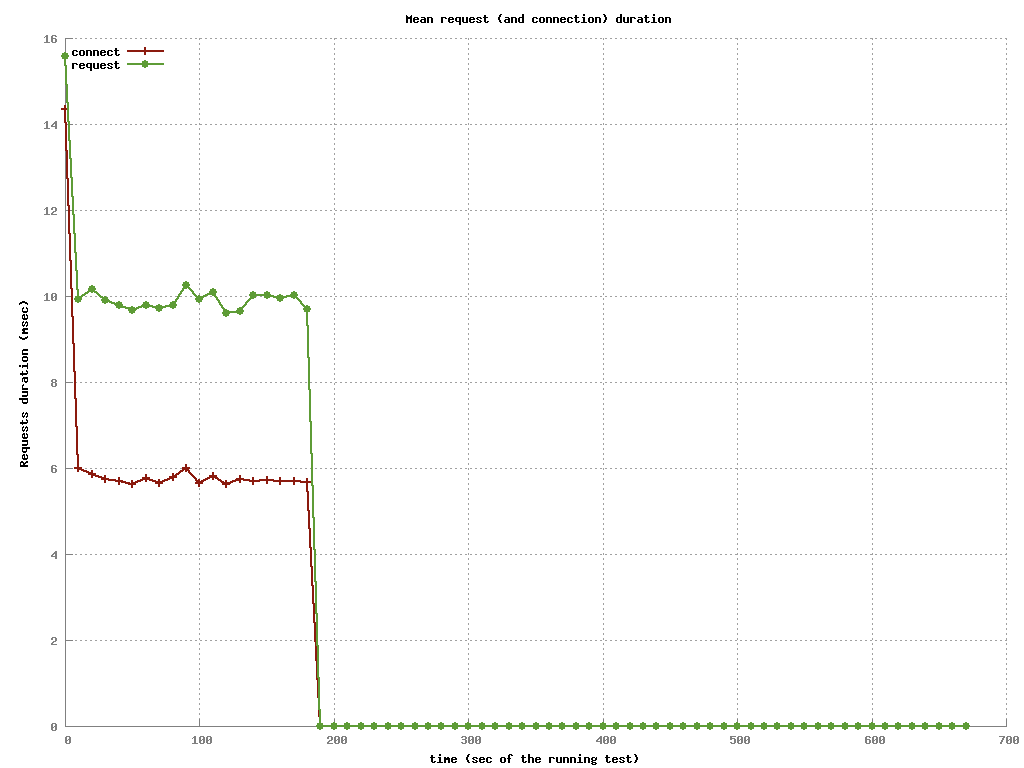 Mean request (and connection) duration
connect
request
Requests duration (msec)
16
14
12
10
8
6
4
2
0
0 100 200 300 400 500 600 700
time (sec of the running test)